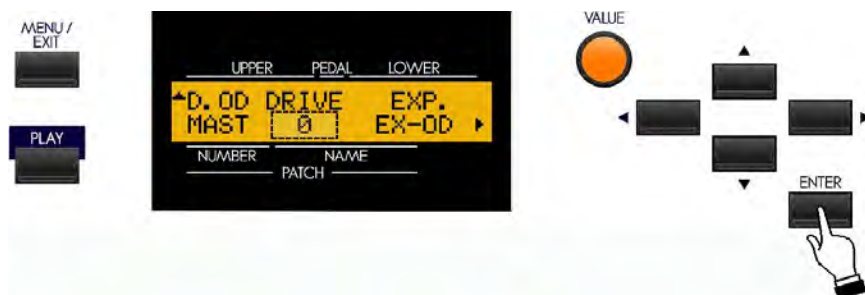 MENU /
EXIT
PLAY
UPPER PEDAL LOWER
D. OD DRIVE EXP.
MAST 0 EX-OD
NUMBER NAME
PATCH
VALUE
ENTER